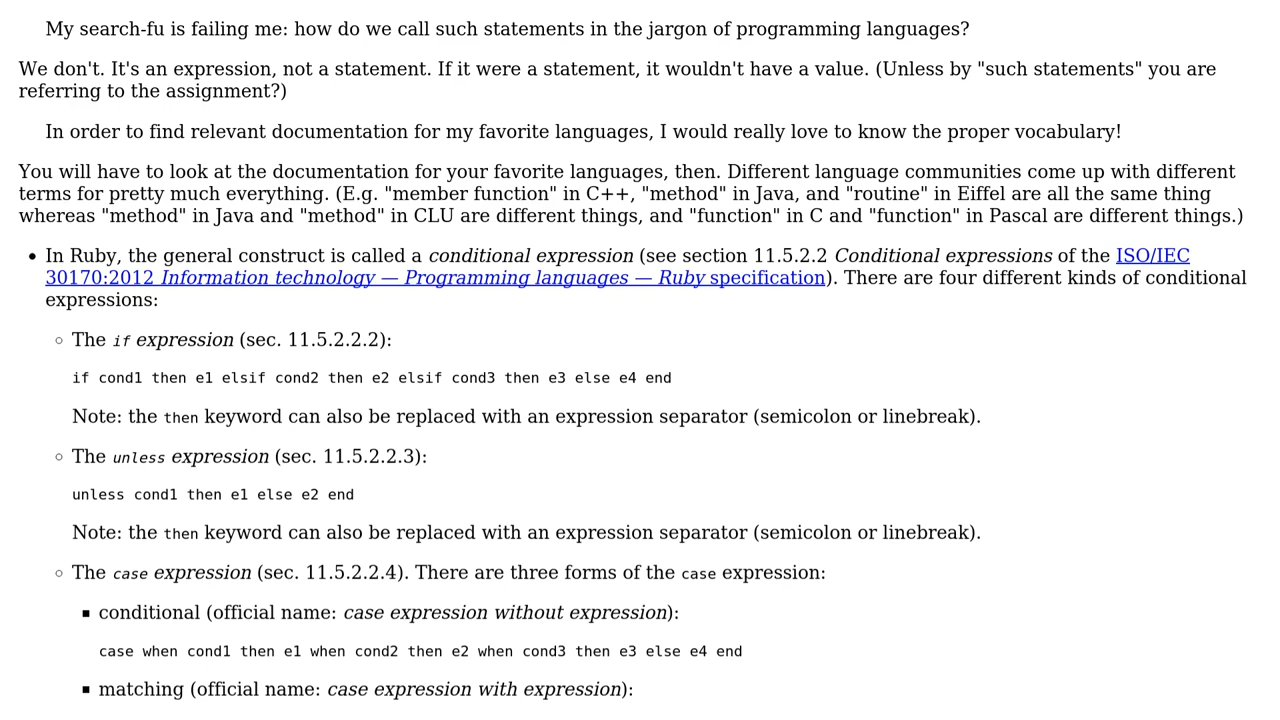 My search-fu is failing me: how do we call such statements in the jargon of programming languages?
We don't. It's an expression, not a statement. If it were a statement, it wouldn't have a value. (Unless by "such statements" you are
referring to the assignment?)
In order to find relevant documentation for my favorite languages, I would really love to know the proper vocabulary!
You will have to look at the documentation for your favorite languages, then. Different language communities come up with different
terms for pretty much everything. (E.g. "member function" in C++, "method" in Java, and "routine" in Eiffel are all the same thing
whereas "method" in Java and "method" in CLU are different things, and "function" in C and "function" in Pascal are different things.)
• In Ruby, the general construct is called a conditional expression (see section 11.5.2.2 Conditional expressions of the ISO/IEC
30170:2012 Information technology — Programming languages — Ruby specification). There are four different kinds of conditional
expressions:
◦ The if expression (sec. 11.5.2.2.2):
if cond1 then e1 elsif cond2 then e2 elsif cond3 then e3 else e4 end
Note: the then keyword can also be replaced with an expression separator (semicolon or linebreak).
◦ The unless expression (sec. 11.5.2.2.3):
unless cond1 then e1 else e2 end
Note: the then keyword can also be replaced with an expression separator (semicolon or linebreak).
◦ The case expression (sec. 11.5.2.2.4). There are three forms of the case expression:
▪ conditional (official name: case expression without expression):
case when cond1 then e1 when cond2 then e2 when cond3 then e3 else e4 end
▪ matching (official name: case expression with expression):